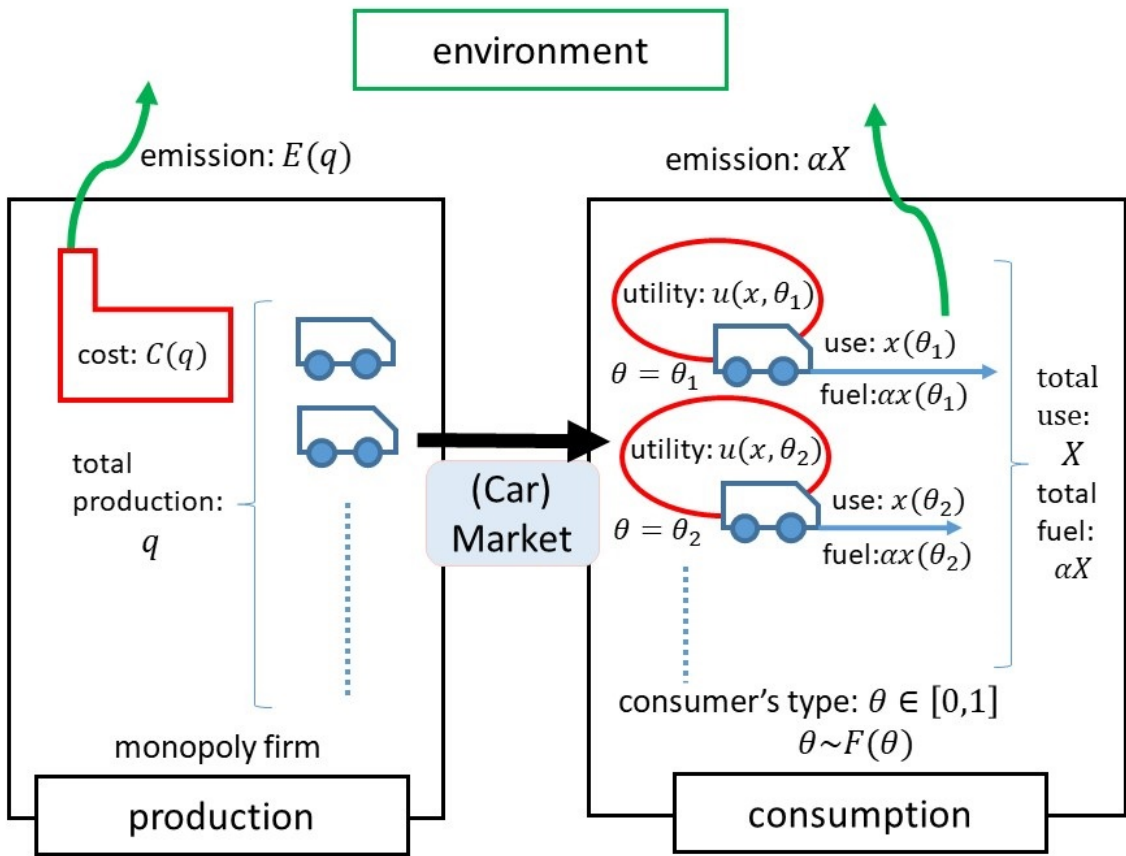 environment
emission: E(q)
emission: αX
cost: C(q)
total
production:
q
monopoly firm
production
(Car)
Market
utility: u(x, θ₁)
θ = θ₁
use: x(θ₁)
fuel:αx(θ₁)
utility: u(x, θ₂)
θ = θ₂
use: x(θ₂)
fuel:αx(θ₂)
total
use:
X
total
fuel:
αX
consumer's type: θ ∈ [0,1]
θ~F(θ)
consumption